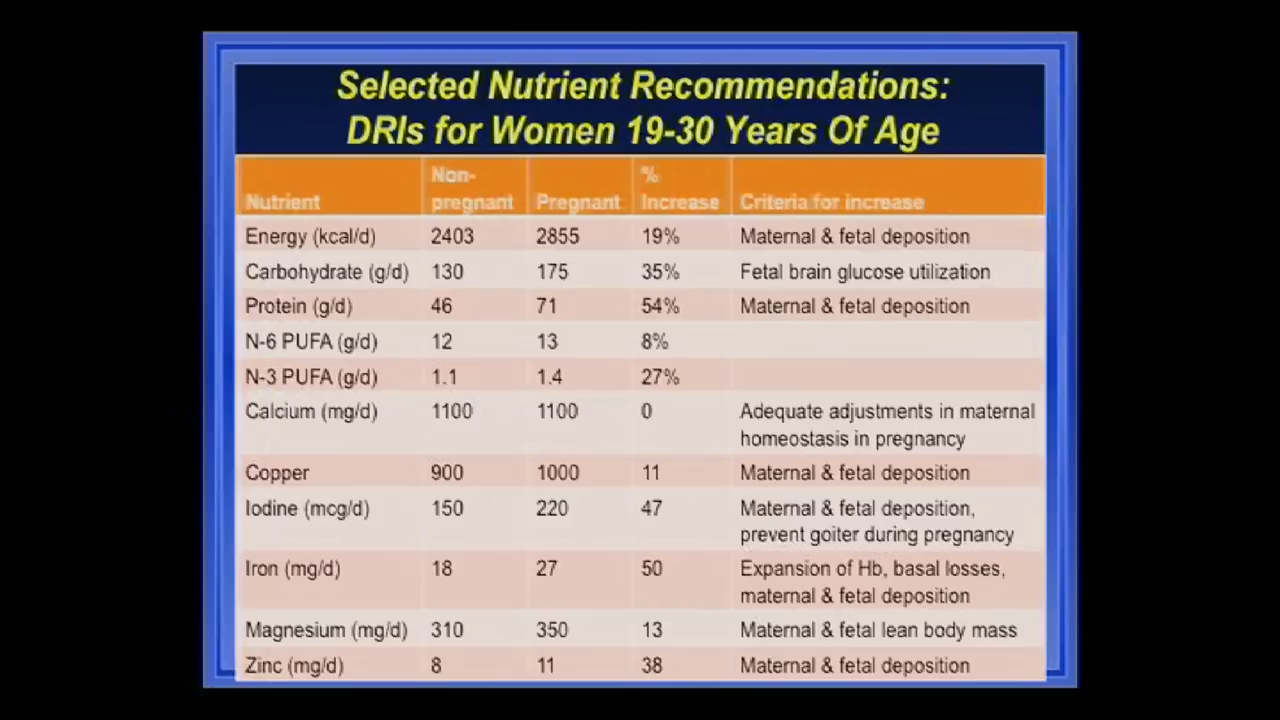 Selected Nutrient Recommendations:
DRIs for Women 19-30 Years Of Age
Nutrient Non-pregnant Pregnant % Increase Criteria for increase
Energy (kcal/d) 2403 2855 19% Maternal & fetal deposition
Carbohydrate (g/d) 130 175 35% Fetal brain glucose utilization
Protein (g/d) 46 71 54% Maternal & fetal deposition
N-6 PUFA (g/d) 12 13 8%
N-3 PUFA (g/d) 1.1 1.4 27%
Calcium (mg/d) 1100 1100 0 Adequate adjustments in maternal
homeostasis in pregnancy
Copper 900 1000 11 Maternal & fetal deposition
Iodine (mcg/d) 150 220 47 Maternal & fetal deposition,
prevent goiter during pregnancy
Iron (mg/d) 18 27 50 Expansion of Hb, basal losses,
maternal & fetal deposition
Magnesium (mg/d) 310 350 13 Maternal & fetal lean body mass
Zinc (mg/d) 8 11 38 Maternal & fetal deposition